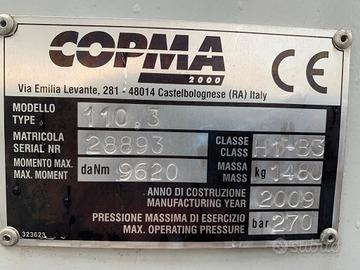 COPMA
2000
CE
Via Emilia Levante, 281 - 48014 Castelbolognese (RA) Italy
MODELLO
TYPE 110.3
MATRICOLA
SERIAL NR 28893
CLASSE
CLASS H1-B3
MOMENTO MAX.
MAX. MOMENT daNm 9620
MASSA
MASS kg 1480
ANNO DI COSTRUZIONE
MANUFACTURING YEAR 2009
PRESSIONE MASSIMA DI ESERCIZIO
MAX. OPERATING PRESSURE bar 270
323623
subito